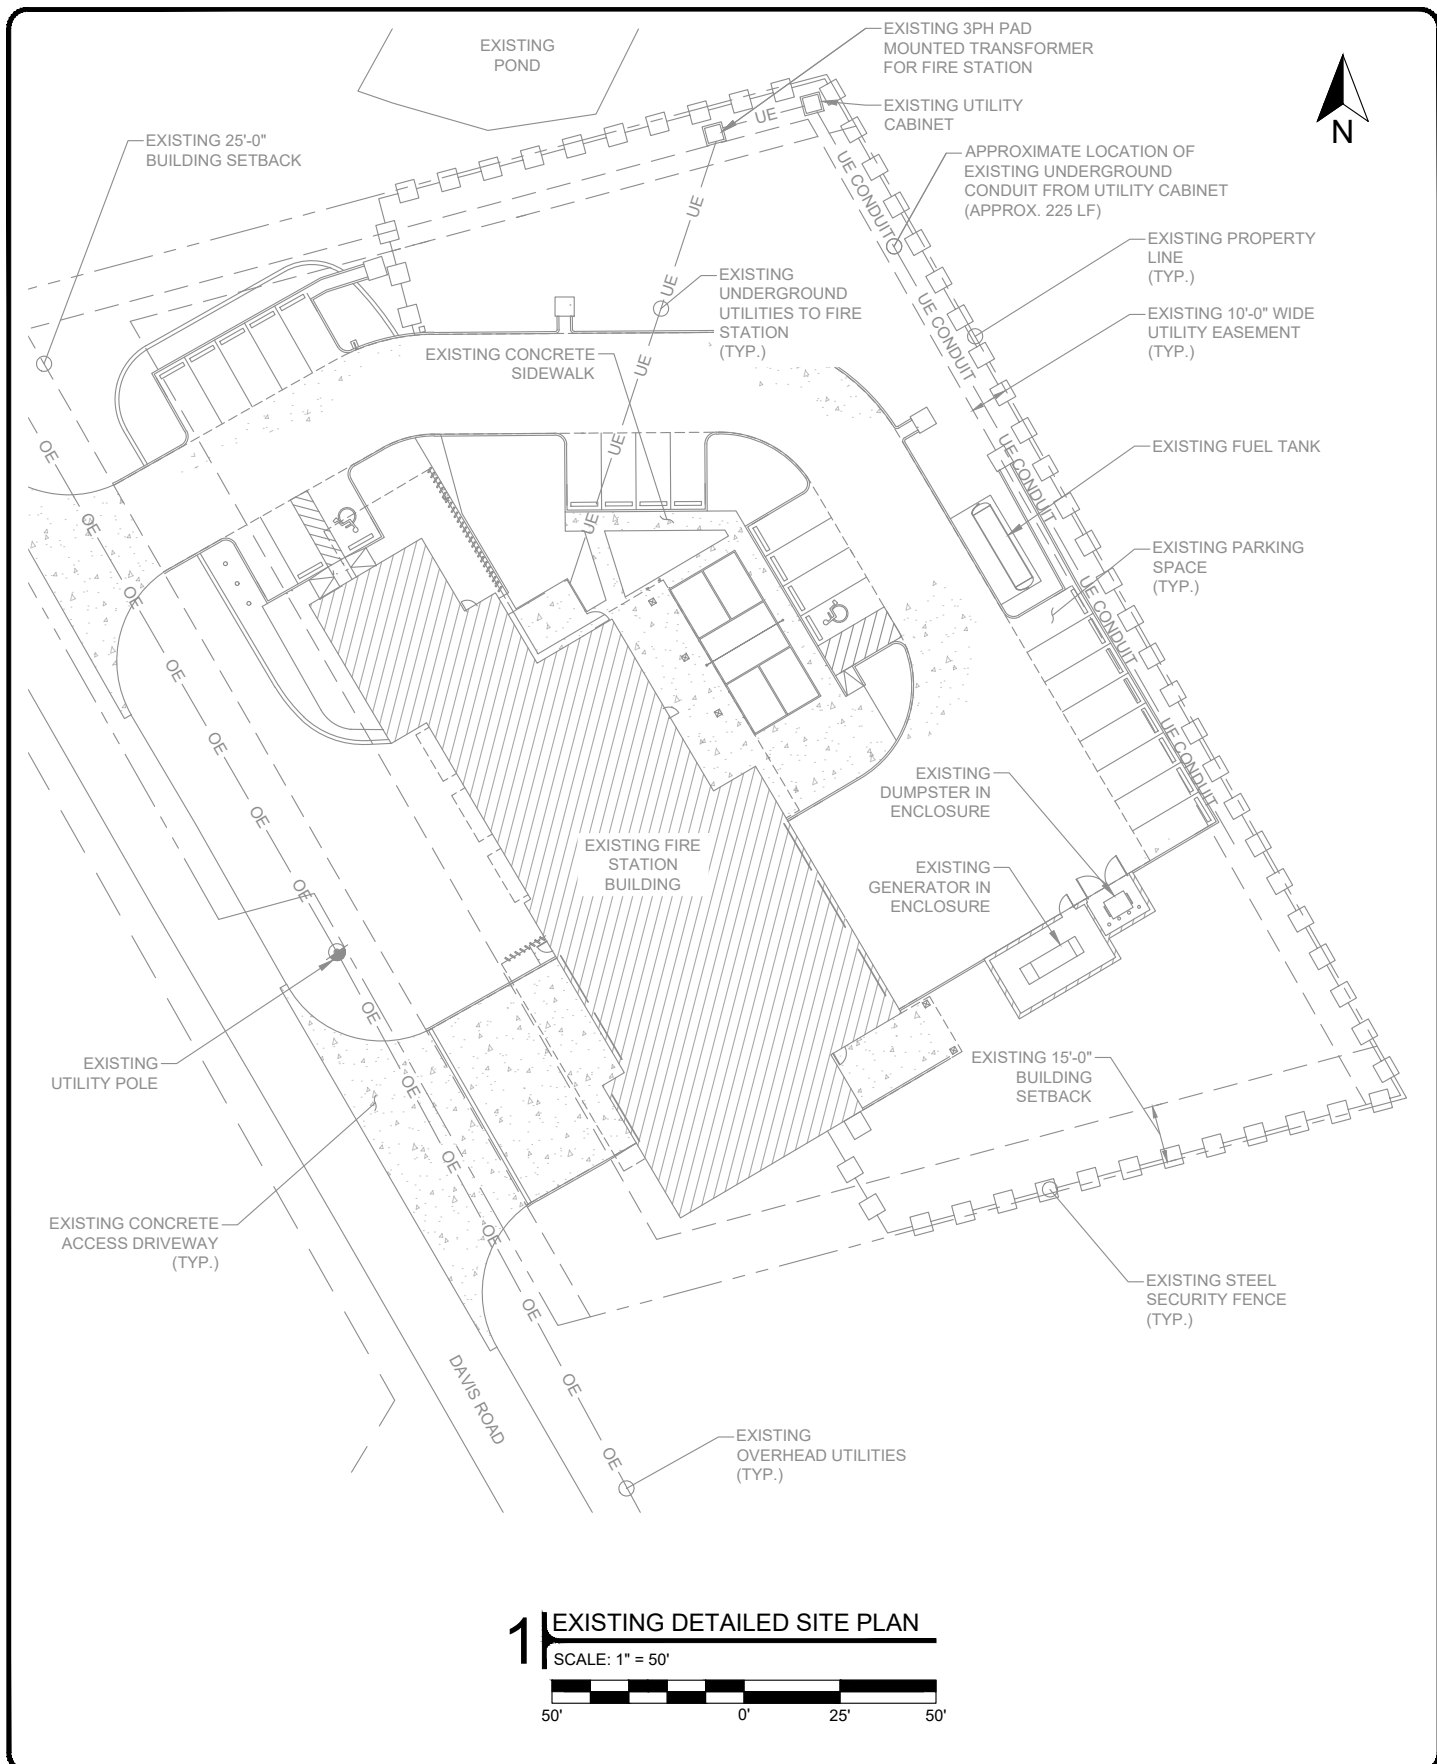 EXISTING
POND
EXISTING 3PH PAD
MOUNTED TRANSFORMER
FOR FIRE STATION
N
EXISTING UTILITY
CABINET
UE
EXISTING 25'-0"
BUILDING SETBACK
APPROXIMATE LOCATION OF
EXISTING UNDERGROUND
CONDUIT FROM UTILITY CABINET
(APPROX. 225 LF)
UE CONDUIT
UE
EXISTING PROPERTY
LINE
(TYP.)
EXISTING
UNDERGROUND
UTILITIES TO FIRE
STATION
(TYP.)
UE
UE CONDUIT
EXISTING 10'-0" WIDE
UTILITY EASEMENT
(TYP.)
EXISTING CONCRETE
SIDEWALK
UE
UE
UE
EXISTING FUEL TANK
UE CONDUIT
OE
OE
OE
OE
OE
OE
OE
EXISTING PARKING
SPACE
(TYP.)
UE CONDUIT
UE CONDUIT
EXISTING
DUMPSTER IN
ENCLOSURE
EXISTING FIRE
STATION
BUILDING
EXISTING
GENERATOR IN
ENCLOSURE
OE
OE
OE
OE
OE
OE
OE
EXISTING
UTILITY POLE
EXISTING 15'-0"
BUILDING
SETBACK
EXISTING CONCRETE
ACCESS DRIVEWAY
(TYP.)
EXISTING STEEL
SECURITY FENCE
(TYP.)
DAVIS ROAD
EXISTING
OVERHEAD UTILITIES
(TYP.)
1
EXISTING DETAILED SITE PLAN
SCALE: 1" = 50'
50' 0' 25' 50'